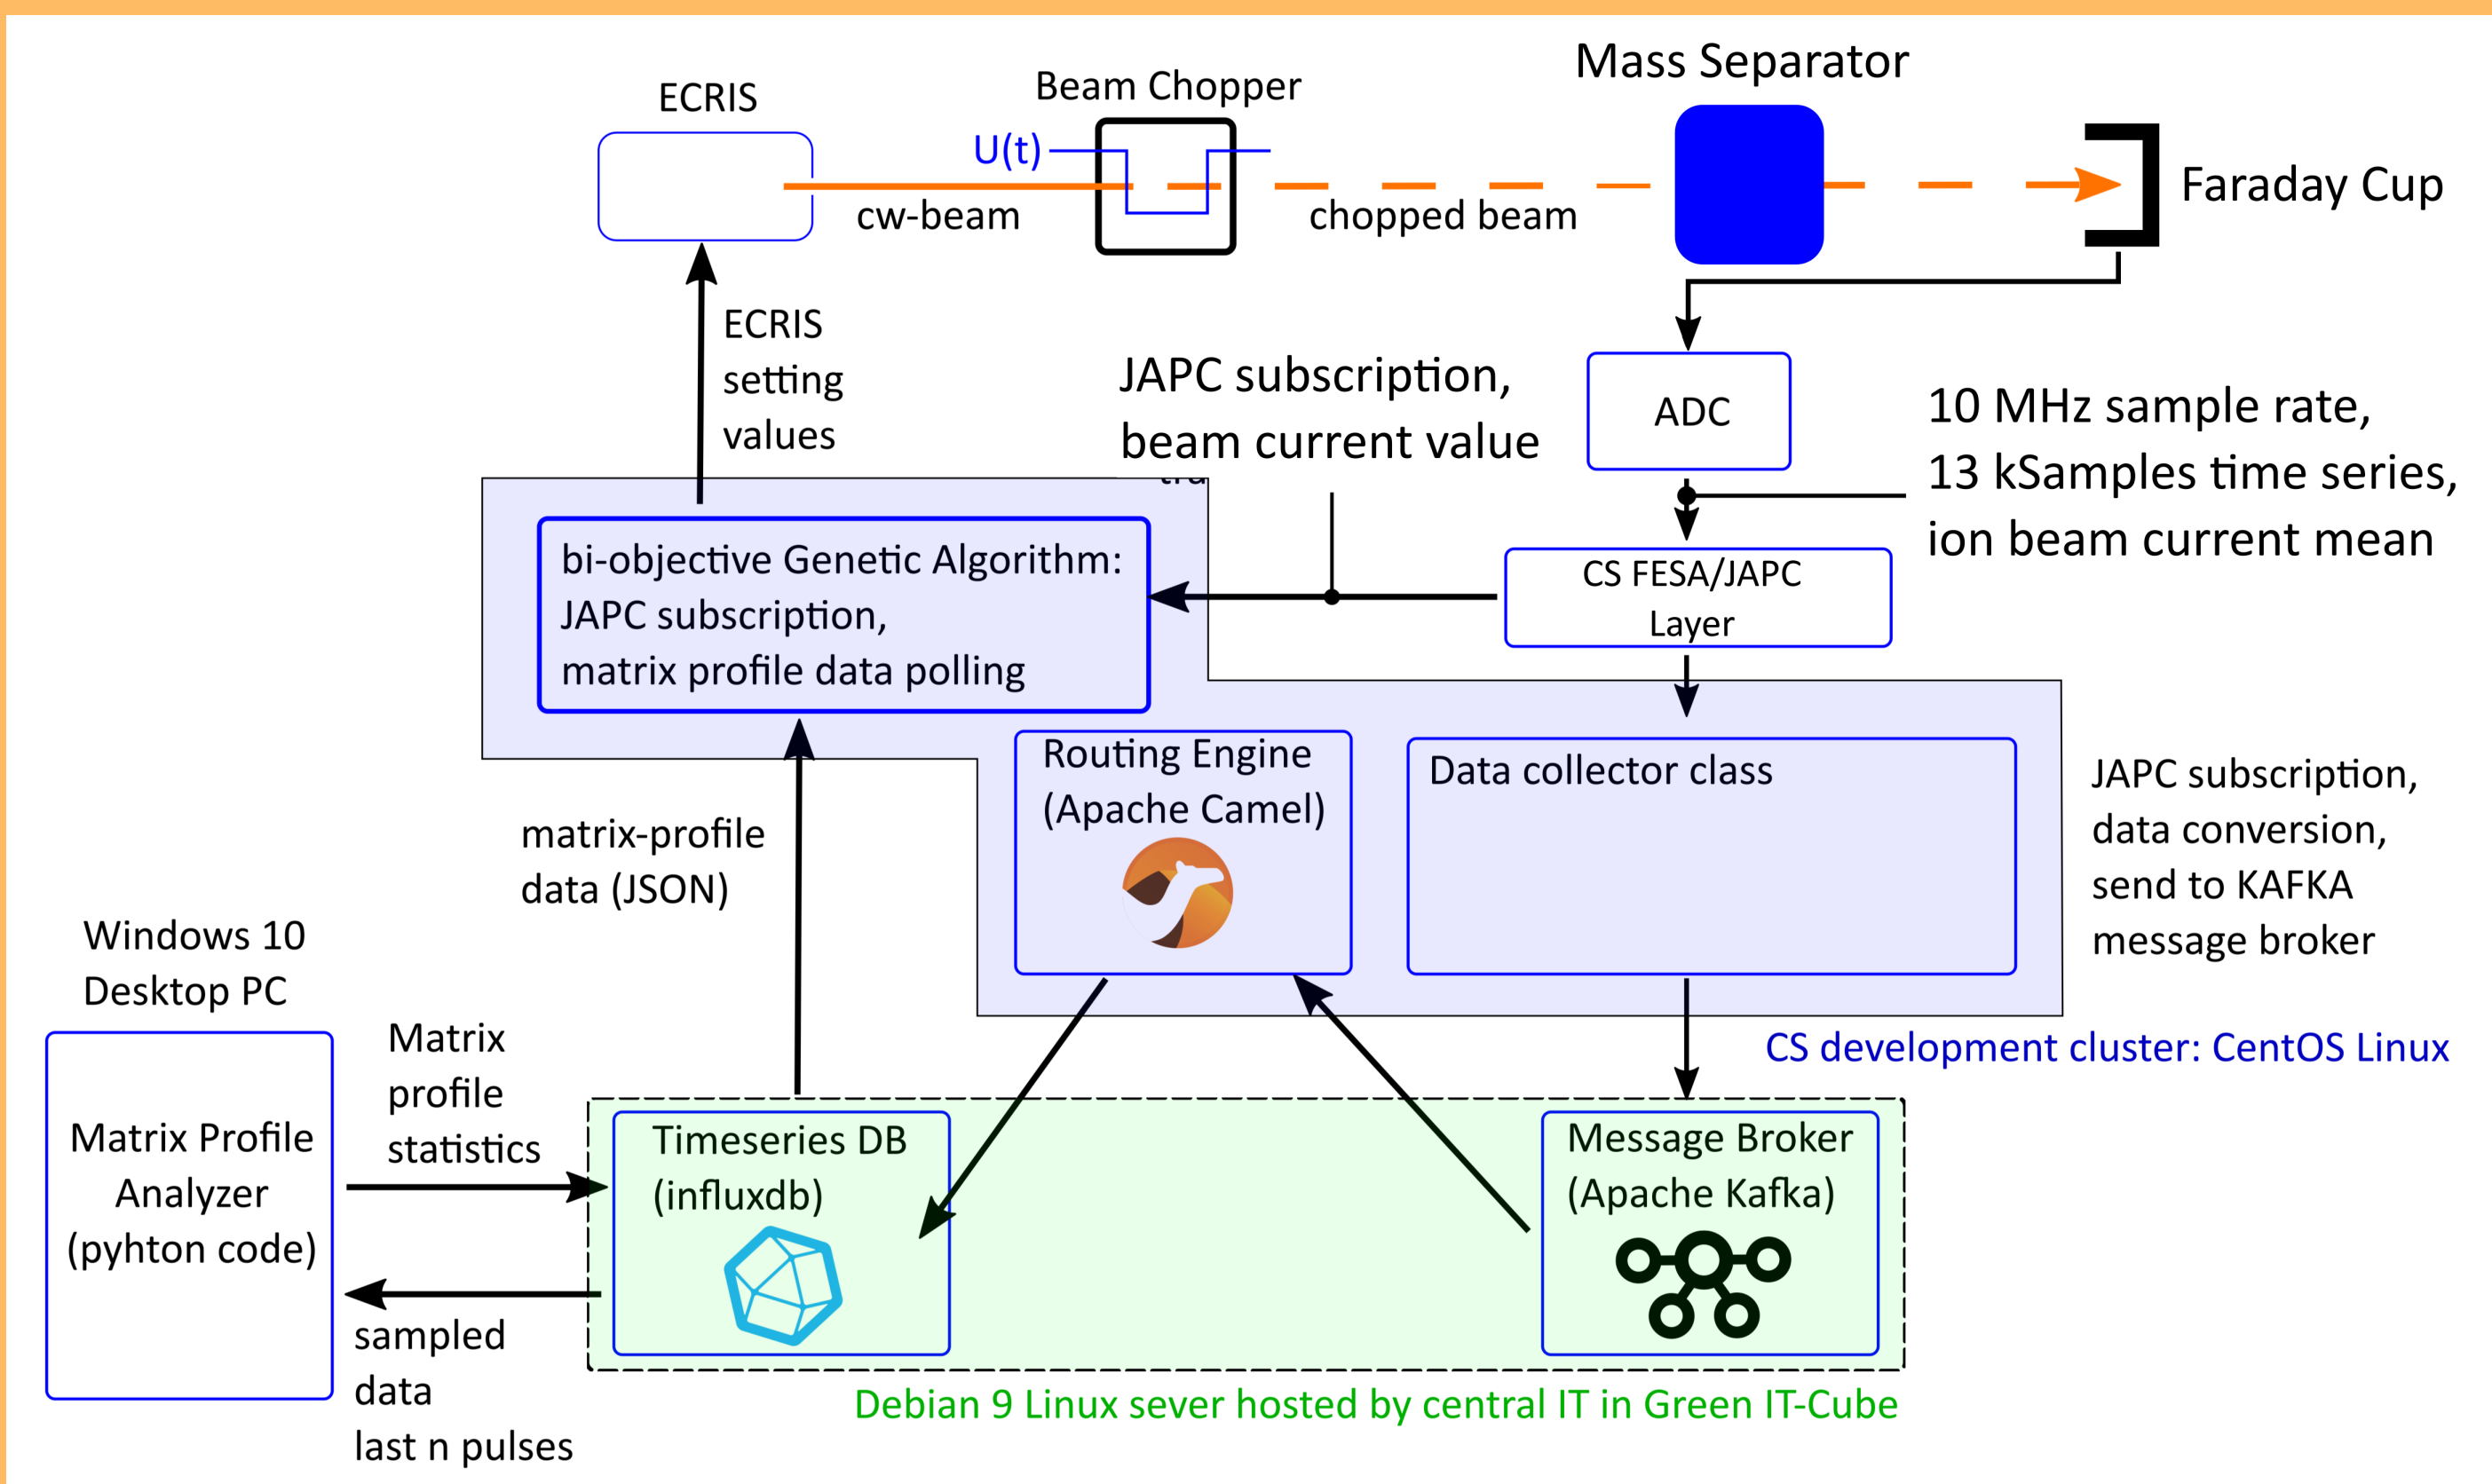 ECRIS
Beam Chopper
Mass Separator
U(t)
cw-beam
chopped beam
Faraday Cup
ECRIS
setting
values
JAPC subscription,
beam current value
ADC
10 MHz sample rate,
13 kSamples time series,
ion beam current mean
bi-objective Genetic Algorithm:
JAPC subscription,
matrix profile data polling
CS FESA/JAPC
Layer
Routing Engine
(Apache Camel)
Data collector class
JAPC subscription,
data conversion,
send to KAFKA
message broker
matrix-profile
data (JSON)
Windows 10
Desktop PC
CS development cluster: CentOS Linux
Matrix
profile
statistics
Matrix Profile
Analyzer
(pyhton code)
Timeseries DB
(influxdb)
Message Broker
(Apache Kafka)
sampled
data
last n pulses
Debian 9 Linux sever hosted by central IT in Green IT-Cube